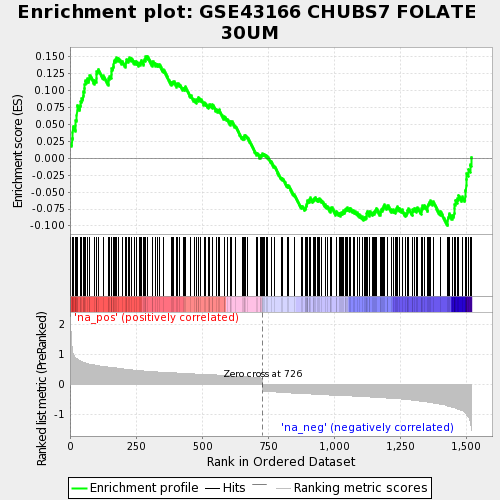 Enrichment plot: GSE43166 CHUBS7 FOLATE
30UM
Enrichment score (ES)
0.150
0.125
0.100
0.075
0.050
0.025
0.000
-0.025
-0.050
-0.075
-0.100
'na_pos' (positively correlated)
Ranked list metric (PreRanked)
2
1
0
-1
Zero cross at 726
'na_neg' (negatively correlated)
0
250
500
750
1,000
1,250
1,500
Rank in Ordered Dataset
Enrichment profile
Hits
Ranking metric scores